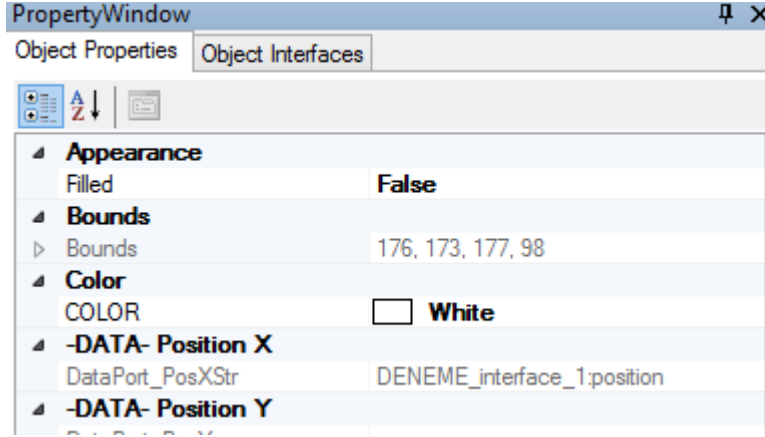 PropertyWindow
Object Properties Object Interfaces
Appearance
Filled False
Bounds
Bounds 176, 173, 177, 98
Color
COLOR White
-DATA- Position X
DataPort_PosXStr DENEME_interface_1:position
-DATA- Position Y